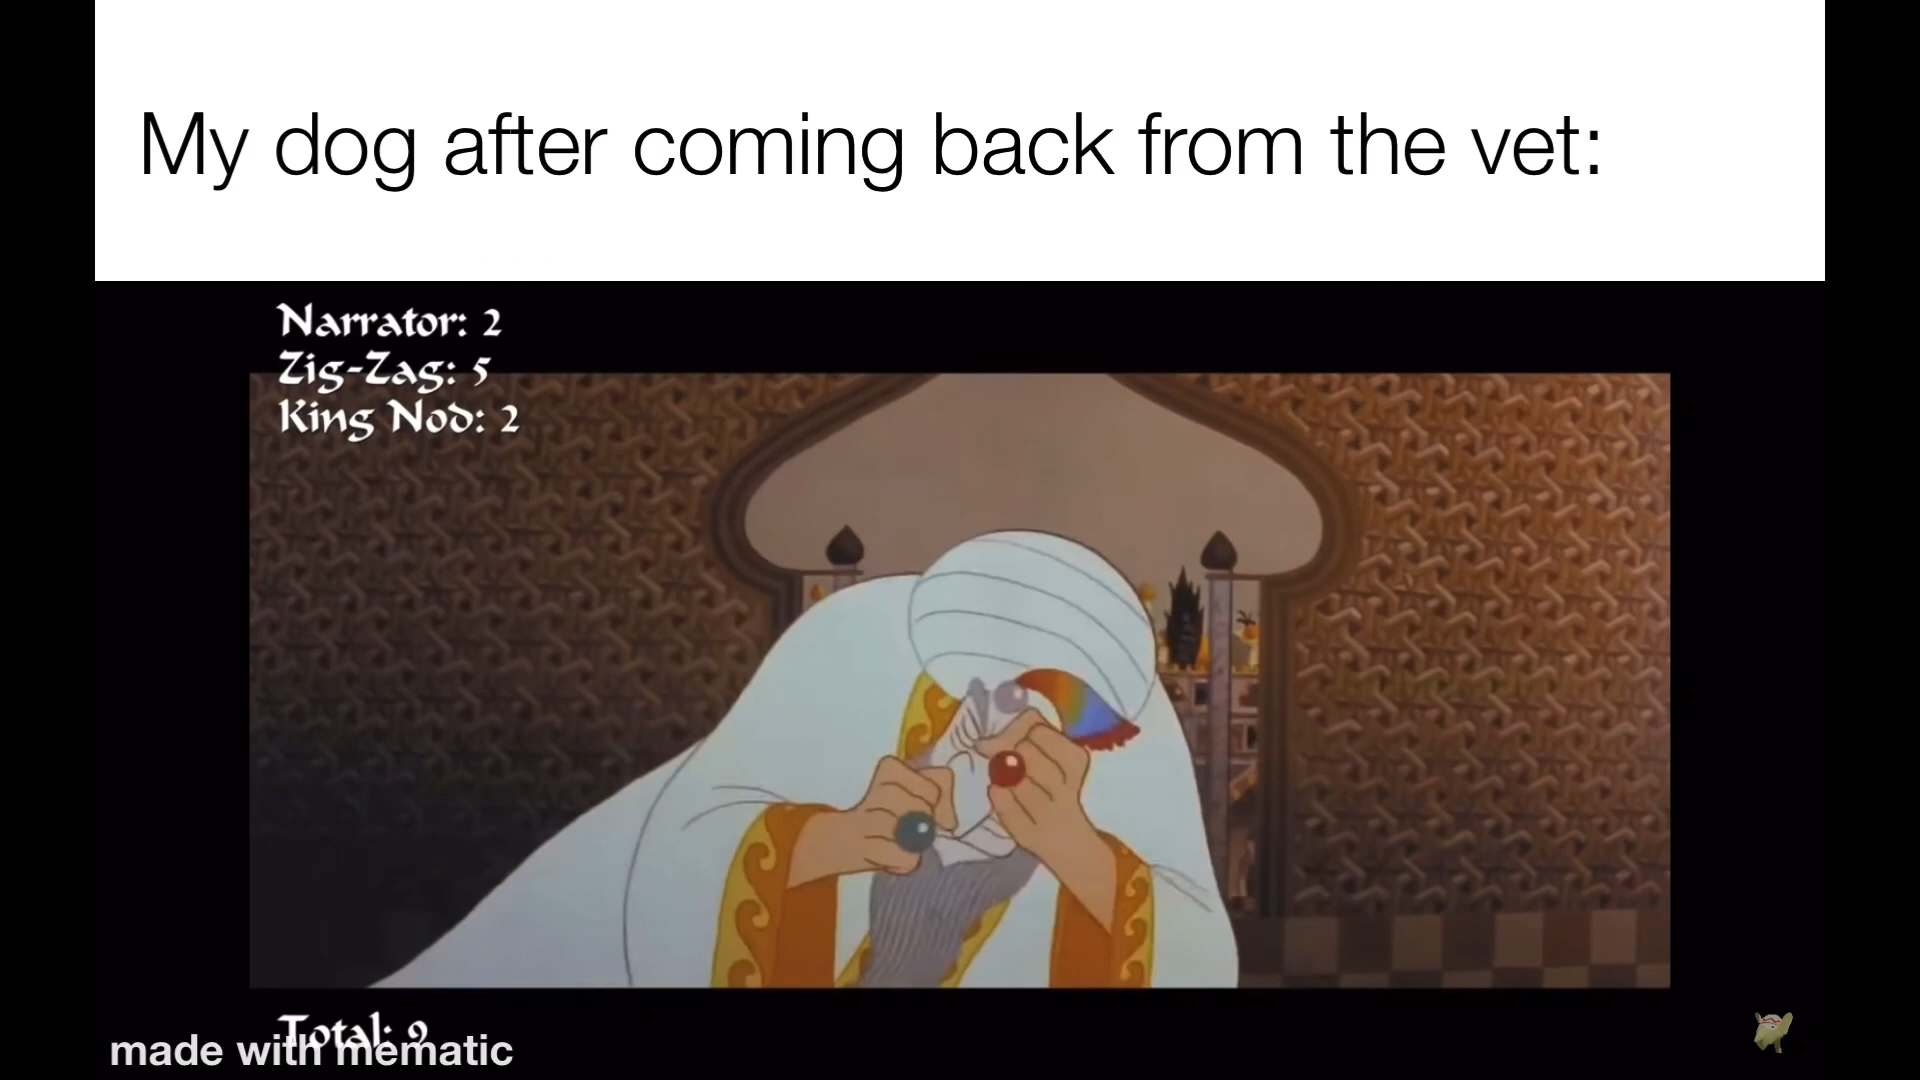 My dog after coming back from the vet:
Narrator: 2
Zig-Zag: 5
King Nod: 2
Total: 9
made with mematic